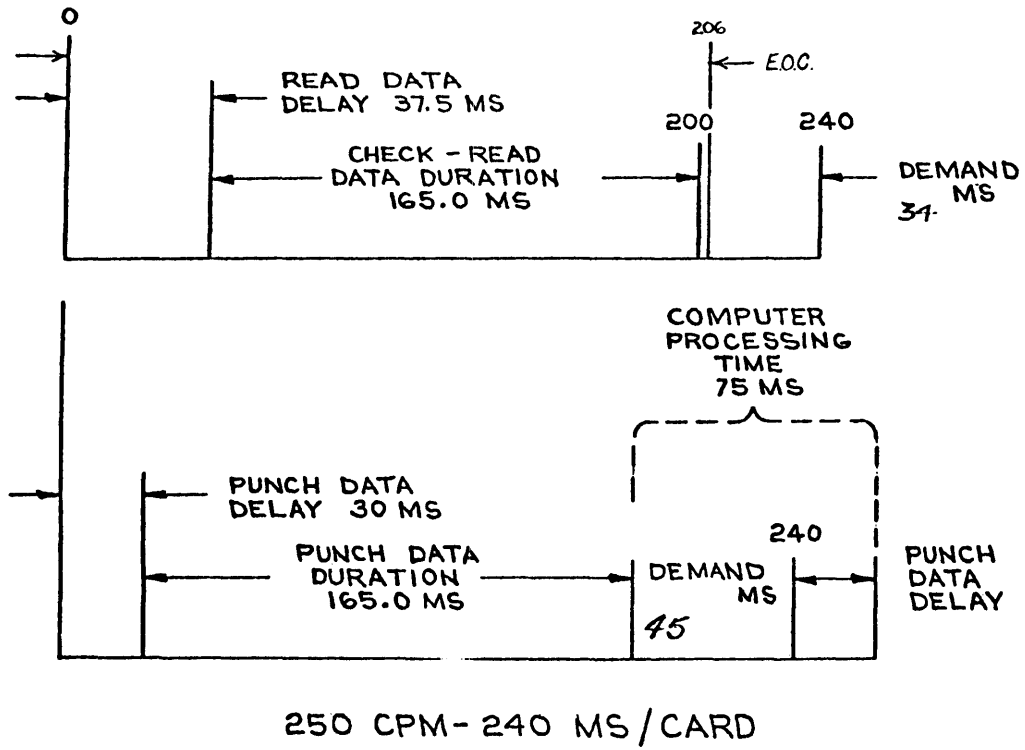 0
206
E.O.C.
READ DATA
DELAY 37.5 MS
200
240
CHECK - READ
DATA DURATION
165.0 MS
DEMAND
MS
34.
COMPUTER
PROCESSING
TIME
75 MS
PUNCH DATA
DELAY 30 MS
240
PUNCH DATA
DURATION
165.0 MS
DEMAND
MS
45
PUNCH
DATA
DELAY
250 CPM - 240 MS / CARD